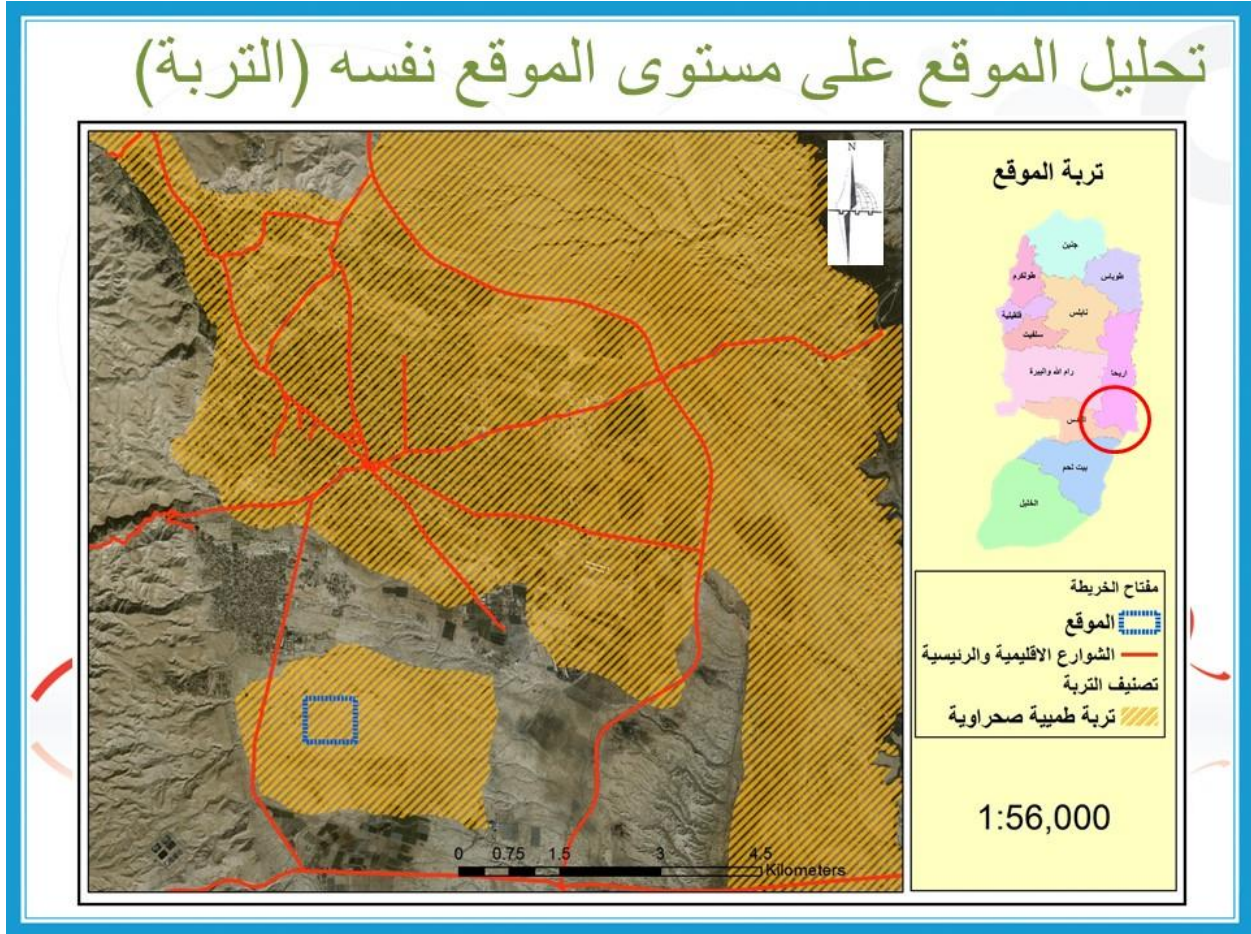 تحليل الموقع على مستوى الموقع نفسه (التربة)
N
0 0.75 1.5 3 4.5
Kilometers
تربة الموقع
جنين
طوباس
طولكرم
نابلس
قلقيلية
سلفيت
اريحا
رام الله والبيرة
القدس
بيت لحم
الخليل
مفتاح الخريطة
الموقع
الشوارع الاقليمية والرئيسية
تصنيف التربة
تربة طميية صحراوية
1:56,000